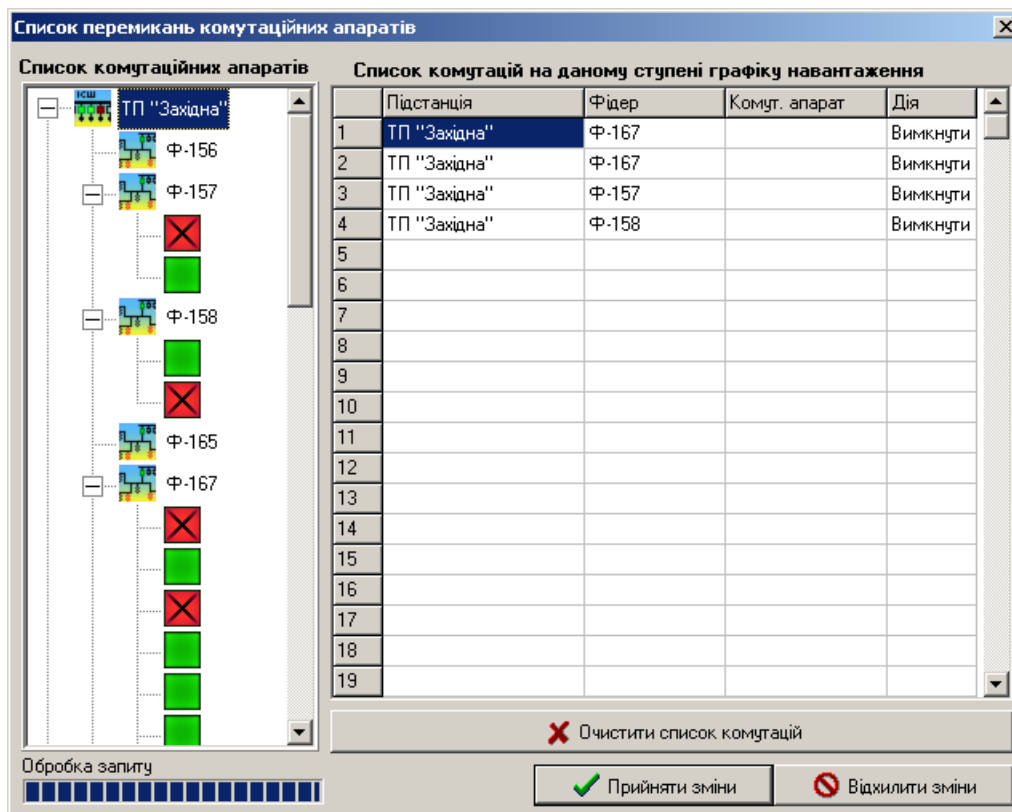 Список перемикань комутаційних апаратів
Список комутаційних апаратів
ІСШ
ТП "Західна"
Ф-156
Ф-157
Ф-158
Ф-165
Ф-167
Обробка запиту
Список комутацій на даному ступені графіку навантаження
Підстанція Фідер Комут. апарат Дія
1 ТП "Західна" Ф-167 Вимкнути
2 ТП "Західна" Ф-167 Вимкнути
3 ТП "Західна" Ф-157 Вимкнути
4 ТП "Західна" Ф-158 Вимкнути
5
6
7
8
9
10
11
12
13
14
15
16
17
18
19
Очистити список комутацій
Прийняти зміни Відхилити зміни